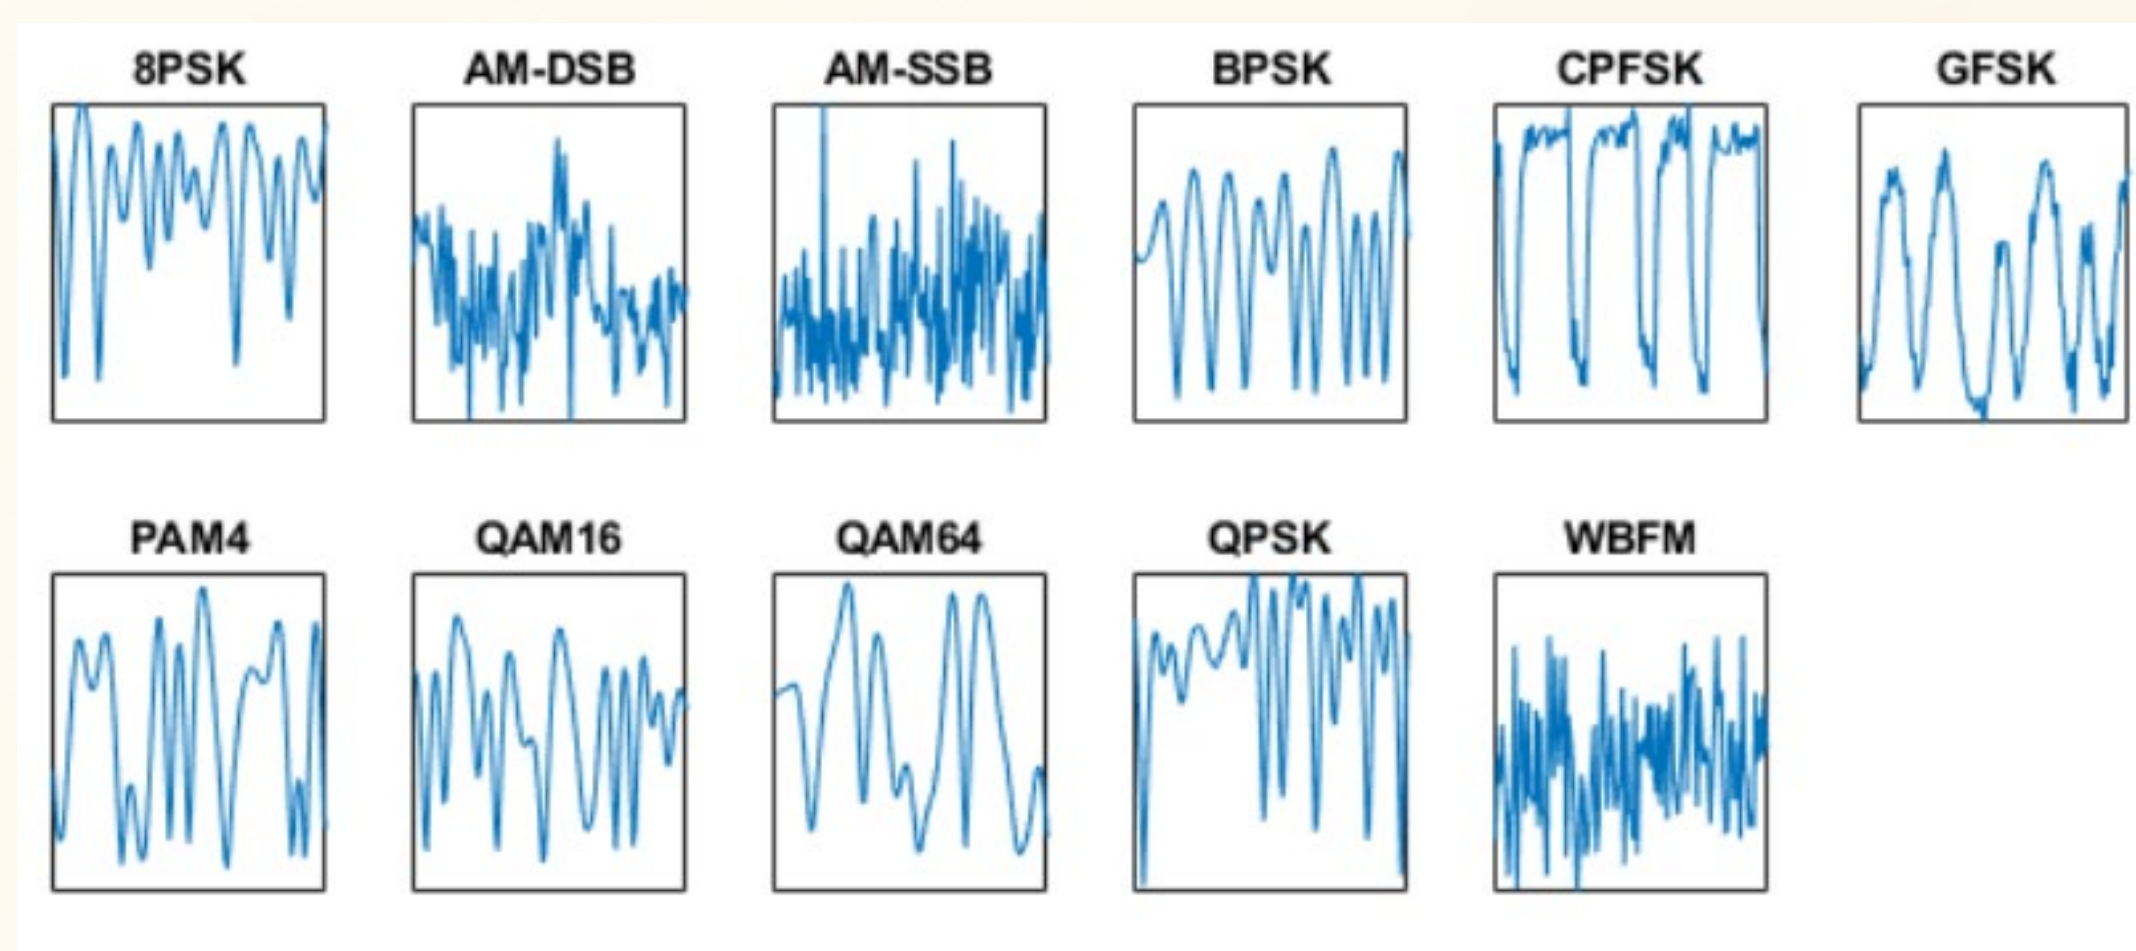 8PSK AM-DSB AM-SSB BPSK CPFSK GFSK
PAM4 QAM16 QAM64 QPSK WBFM